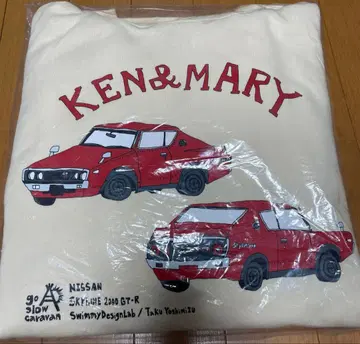 KEN&MARY
go slow caravan
NISSAN
SKYLINE 2000 GT-R
SwimmyDesignLab / Taku Yoshimizu